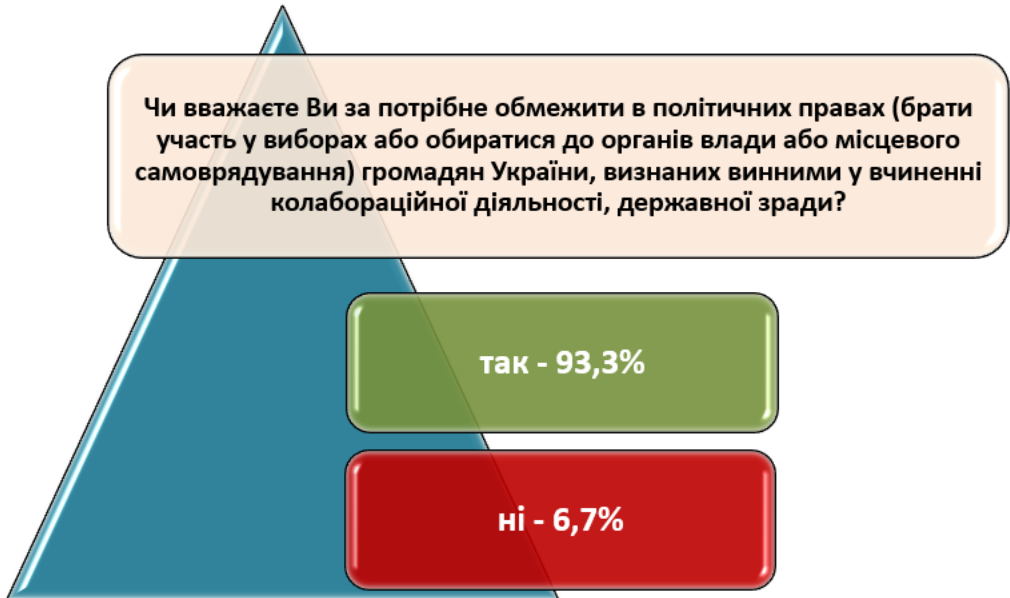 Чи вважаєте Ви за потрібне обмежити в політичних правах (брати
участь у виборах або обиратися до органів влади або місцевого
самоврядування) громадян України, визнаних винними у вчиненні
колабораційної діяльності, державної зради?
так - 93,3%
ні - 6,7%